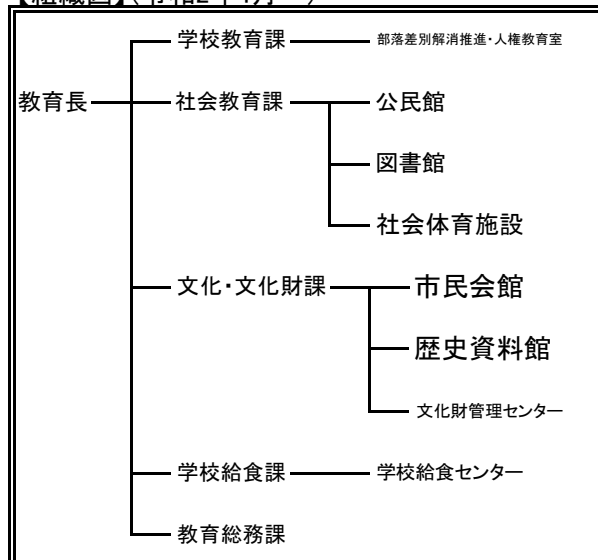 学校教育課 部落差別解消推進・人権教育室
教育長 社会教育課 公民館
図書館
社会体育施設
文化・文化財課 市民会館
歴史資料館
文化財管理センター
学校給食課 学校給食センター
教育総務課